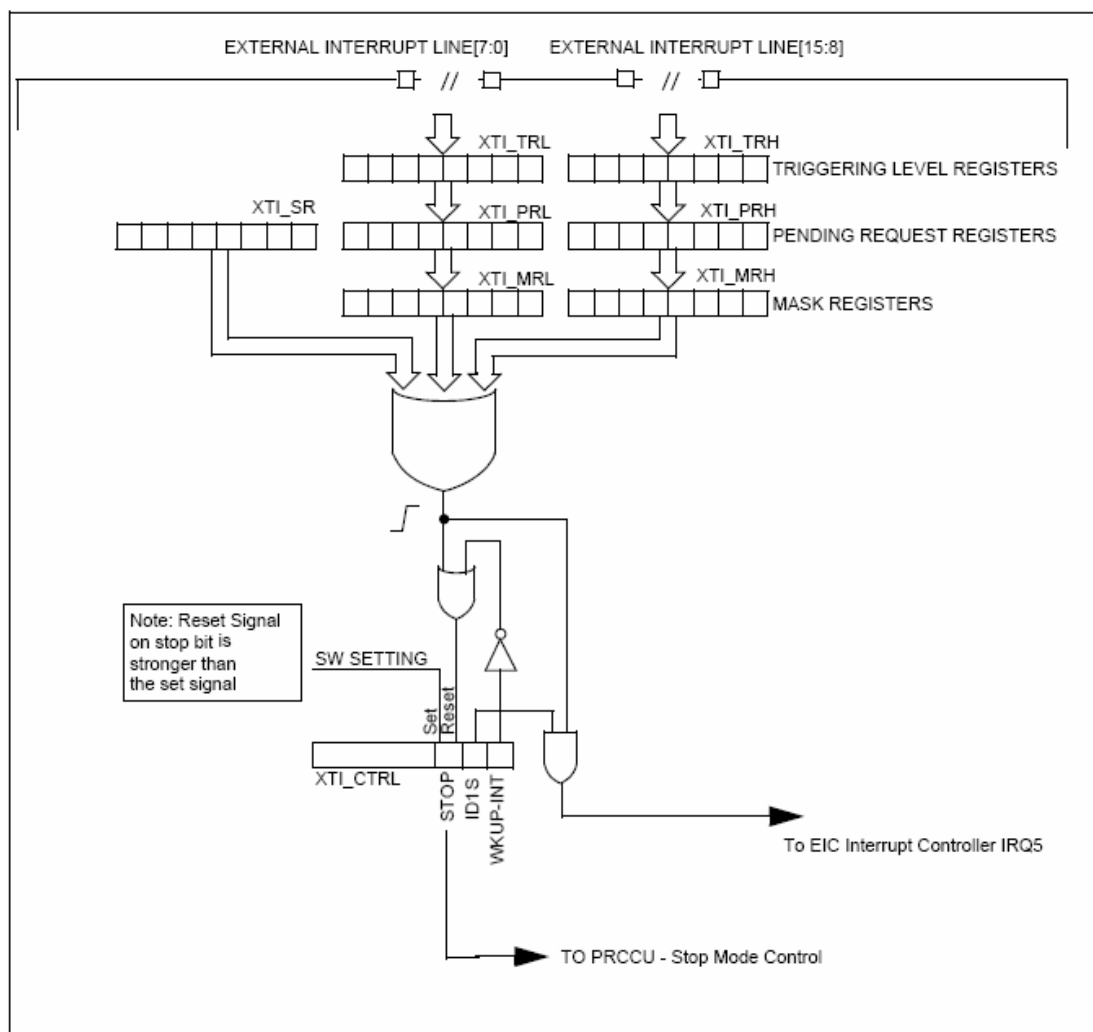 EXTERNAL INTERRUPT LINE[7:0] EXTERNAL INTERRUPT LINE[15:8]
//
//
XTI_TRL
XTI_TRH
TRIGGERING LEVEL REGISTERS
XTI_SR
XTI_PRL
XTI_PRH
PENDING REQUEST REGISTERS
XTI_MRL
XTI_MRH
MASK REGISTERS
Note: Reset Signal
on stop bit is
stronger than
the set signal
SW SETTING
Set
Reset
XTI_CTRL
STOP
ID1S
WKUP-INT
To EIC Interrupt Controller IRQ5
TO PRCCU - Stop Mode Control